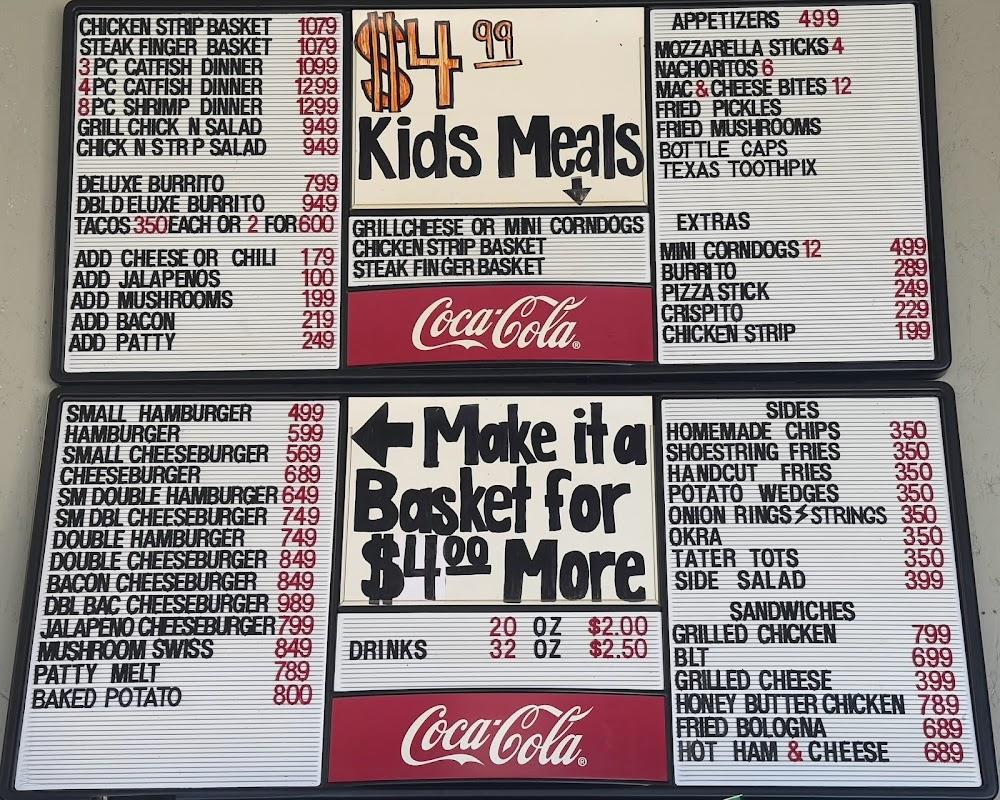 CHICKEN STRIP BASKET 1079
STEAK FINGER BASKET 1079
3 PC CATFISH DINNER 1099
4 PC CATFISH DINNER 1299
8 PC SHRIMP DINNER 1299
GRILL CHICK N SALAD 949
CHICK N STR P SALAD 949
DELUXE BURRITO 799
DBL DELUXE BURRITO 949
TACOS 350 EACH OR 2 FOR 600
ADD CHEESE OR CHILI 179
ADD JALAPENOS 100
ADD MUSHROOMS 199
ADD BACON 219
ADD PATTY 249
$4 99
Kids Meals
GRILLCHEESE OR MINI CORNDOGS
CHICKEN STRIP BASKET
STEAK FINGER BASKET
Coca-Cola®
APPETIZERS 499
MOZZARELLA STICKS 4
NACHORITOS 6
MAC & CHEESE BITES 12
FRIED PICKLES
FRIED MUSHROOMS
BOTTLE CAPS
TEXAS TOOTHPIX
EXTRAS
MINI CORNDOGS 12 499
BURRITO 289
PIZZA STICK 249
CRISPITO 229
CHICKEN STRIP 199
SMALL HAMBURGER 499
HAMBURGER 599
SMALL CHEESEBURGER 569
CHEESEBURGER 689
SM DOUBLE HAMBURGER 649
SM DBL CHEESEBURGER 749
DOUBLE HAMBURGER 749
DOUBLE CHEESEBURGER 849
BACON CHEESEBURGER 849
DBL BAC CHEESEBURGER 989
JALAPENO CHEESEBURGER 799
MUSHROOM SWISS 849
PATTY MELT 789
BAKED POTATO 800
← Make it a
Basket for
$4 00 More
20 OZ $2.00
DRINKS 32 OZ $2.50
Coca-Cola®
SIDES
HOMEMADE CHIPS 350
SHOESTRING FRIES 350
HANDCUT FRIES 350
POTATO WEDGES 350
ONION RINGS⚡STRINGS 350
OKRA 350
TATER TOTS 350
SIDE SALAD 399
SANDWICHES
GRILLED CHICKEN 799
BLT 699
GRILLED CHEESE 399
HONEY BUTTER CHICKEN 789
FRIED BOLOGNA 689
HOT HAM & CHEESE 689